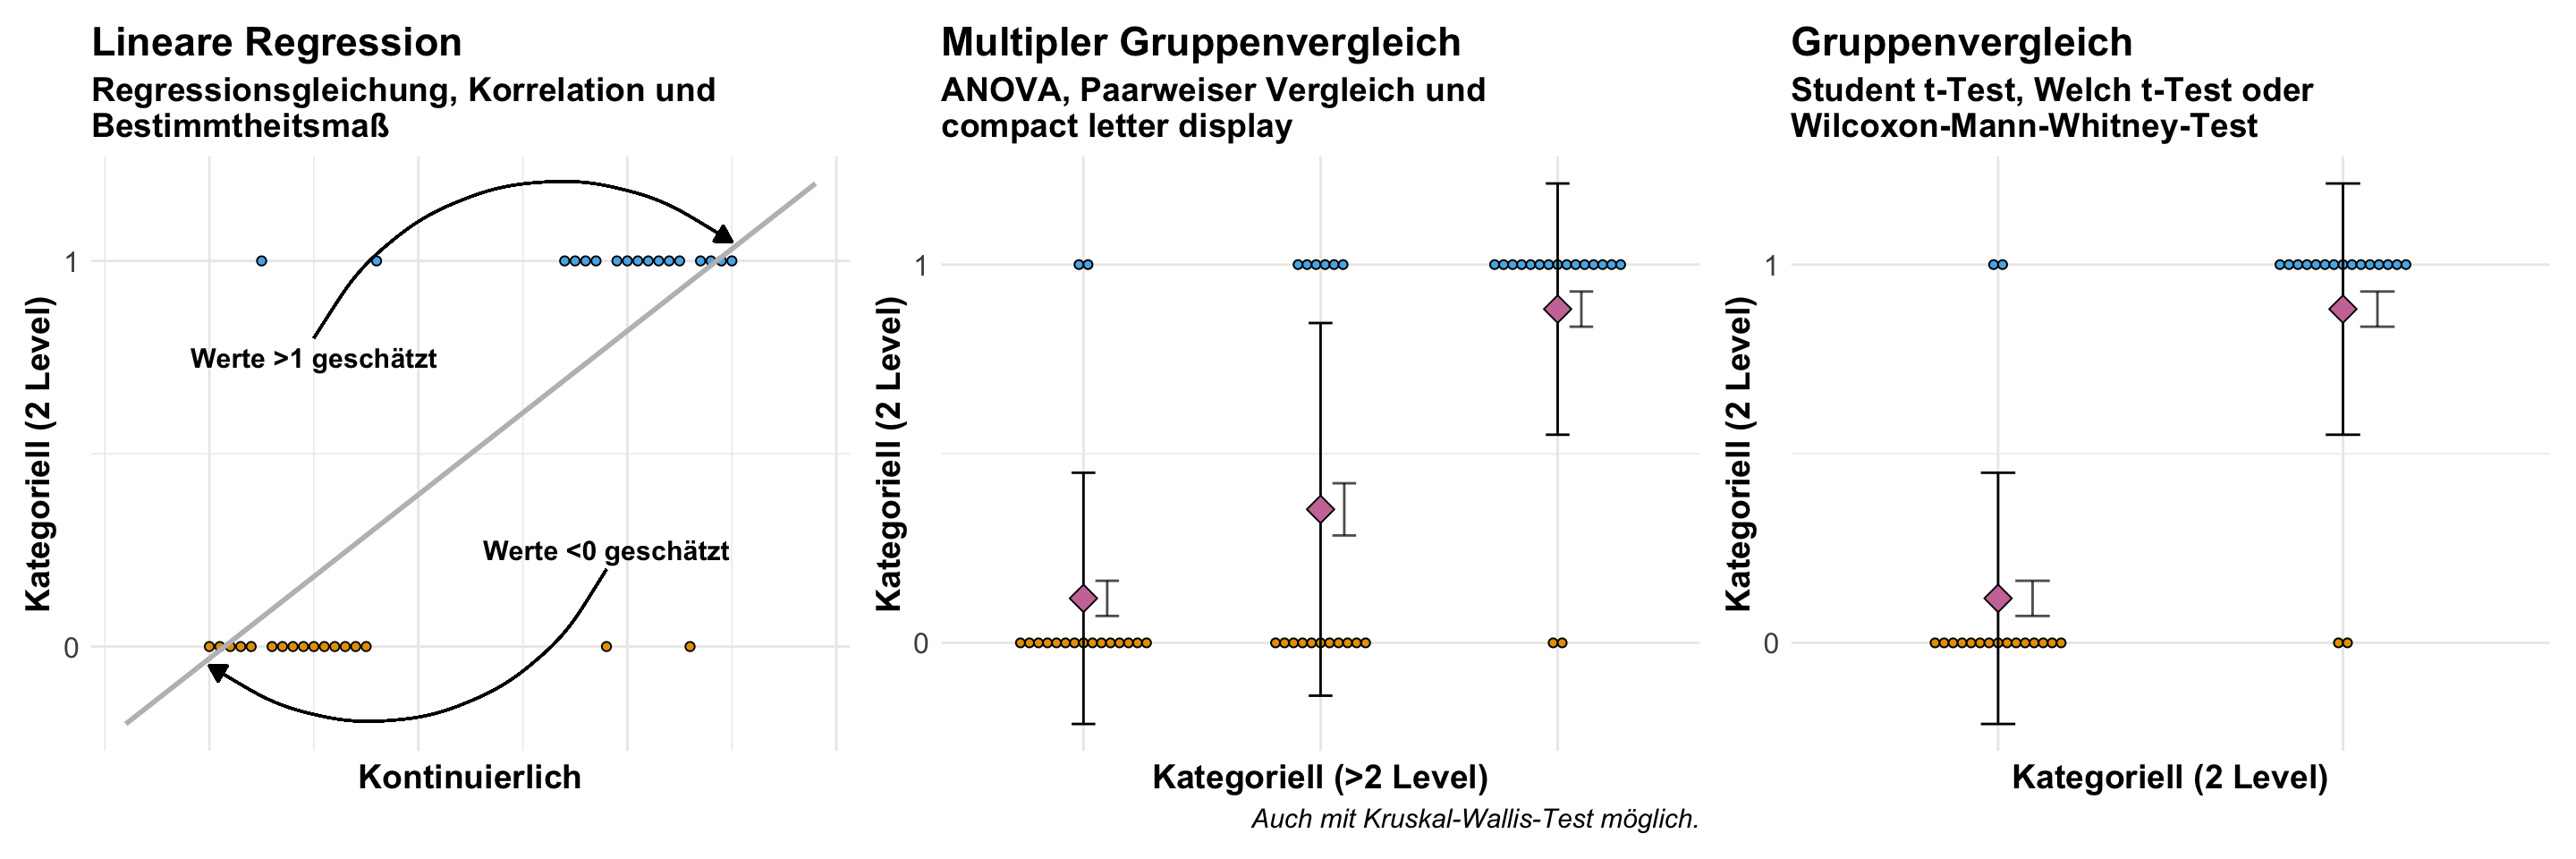 Lineare Regression
Regressionsgleichung, Korrelation und
Bestimmtheitsmaß
1
Werte >1 geschätzt
Werte <0 geschätzt
0
Kategoriell (2 Level)
Kontinuierlich
Multipler Gruppenvergleich
ANOVA, Paarweiser Vergleich und
compact letter display
1
0
Kategoriell (2 Level)
Kategoriell (>2 Level)
Auch mit Kruskal-Wallis-Test möglich.
Gruppenvergleich
Student t-Test, Welch t-Test oder
Wilcoxon-Mann-Whitney-Test
1
0
Kategoriell (2 Level)
Kategoriell (2 Level)